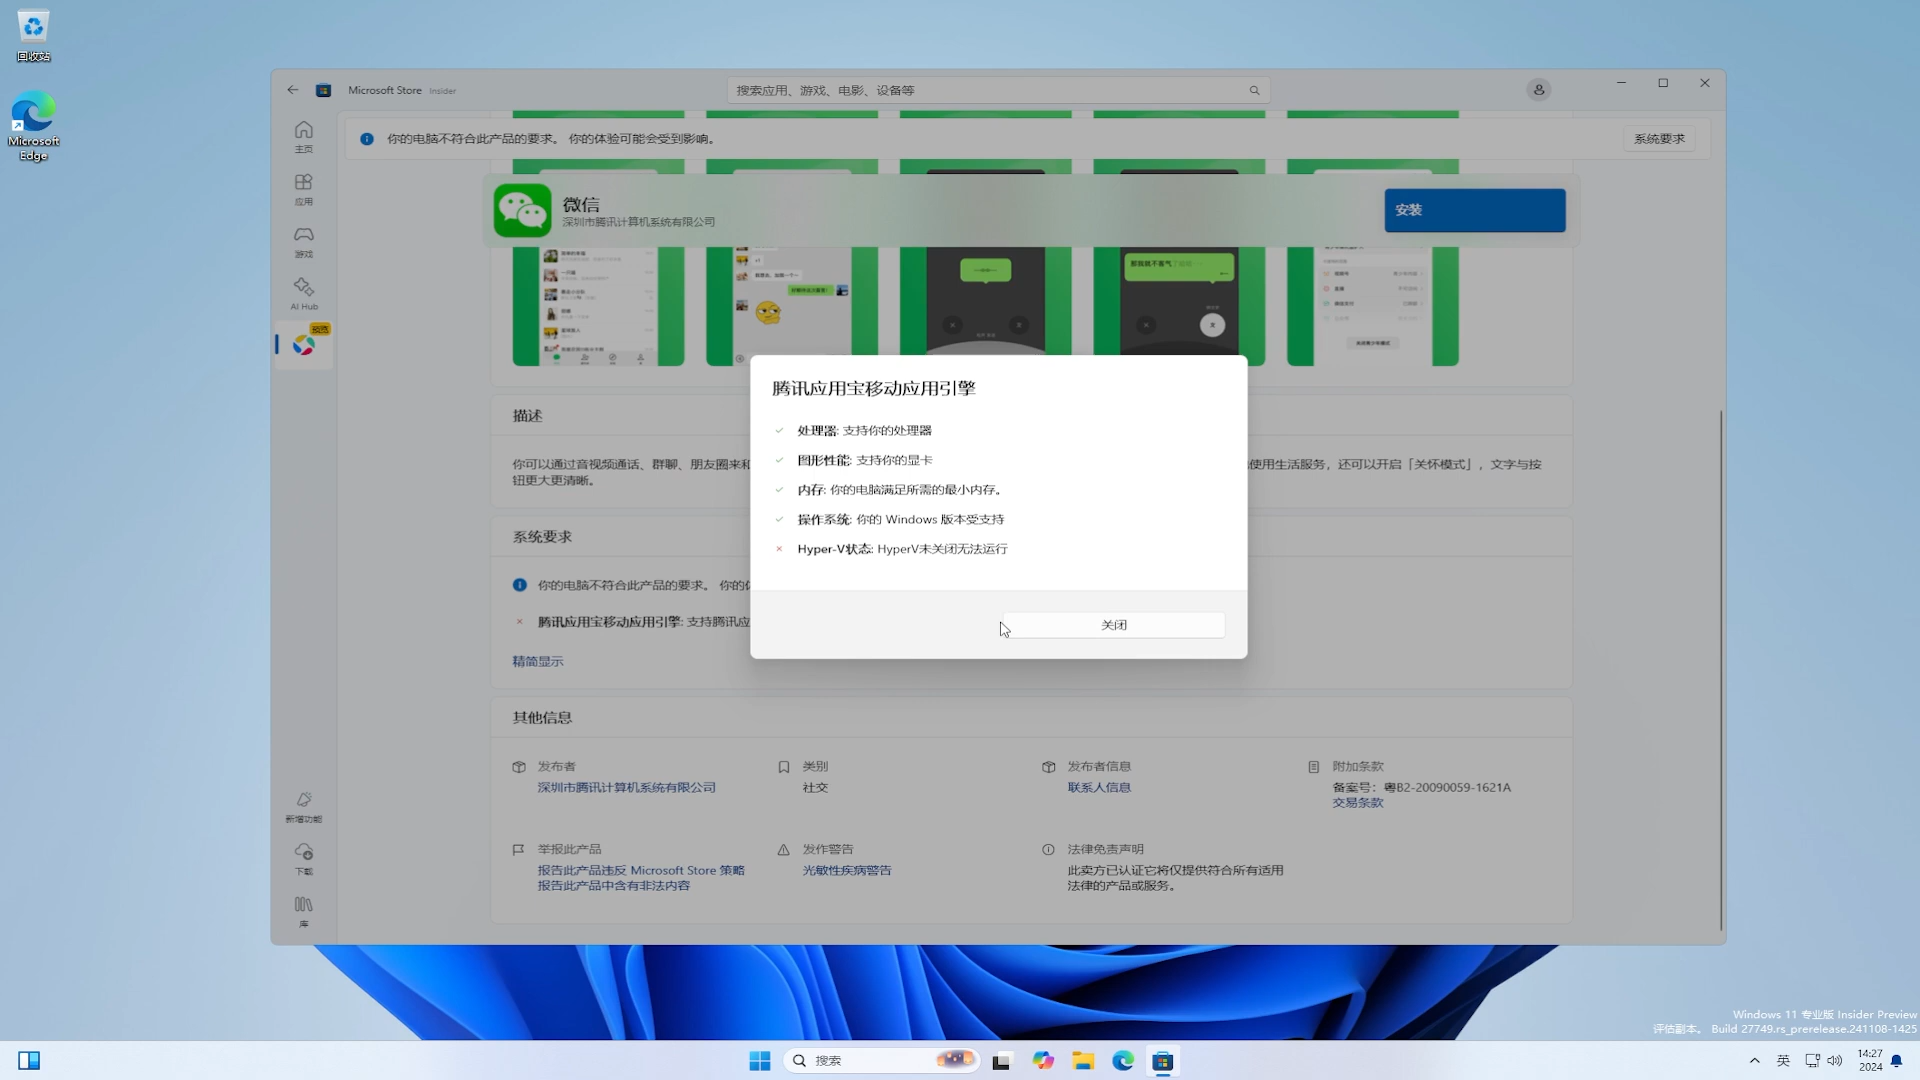 回收站
Microsoft
Edge
Microsoft Store Insider
搜索应用、游戏、电影、设备等
主页
应用
游戏
AI Hub
预览
新增功能
下载
库
你的电脑不符合此产品的要求。 你的体验可能会受到影响。
系统要求
微信
深圳市腾讯计算机系统有限公司
安装
描述
你可以通过音视频通话、群聊、朋友圈来和
使用生活服务，还可以开启「关怀模式」，文字与按
钮更大更清晰。
系统要求
你的电脑不符合此产品的要求。 你的
腾讯应用宝移动应用引擎: 支持腾讯应
精简显示
腾讯应用宝移动应用引擎
处理器: 支持你的处理器
图形性能: 支持你的显卡
内存: 你的电脑满足所需的最小内存。
操作系统: 你的 Windows 版本受支持
Hyper-V状态: HyperV未关闭无法运行
关闭
其他信息
发布者
深圳市腾讯计算机系统有限公司
类别
社交
发布者信息
联系人信息
附加条款
备案号：粤B2-20090059-1621A
交易条款
举报此产品
报告此产品违反 Microsoft Store 策略
报告此产品中含有非法内容
发作警告
光敏性疾病警告
法律免责声明
此卖方已认证它将仅提供符合所有适用
法律的产品或服务。
Windows 11 专业版 Insider Preview
评估副本。 Build 27749.rs_prerelease.241108-1425
搜索
英
14:27
2024